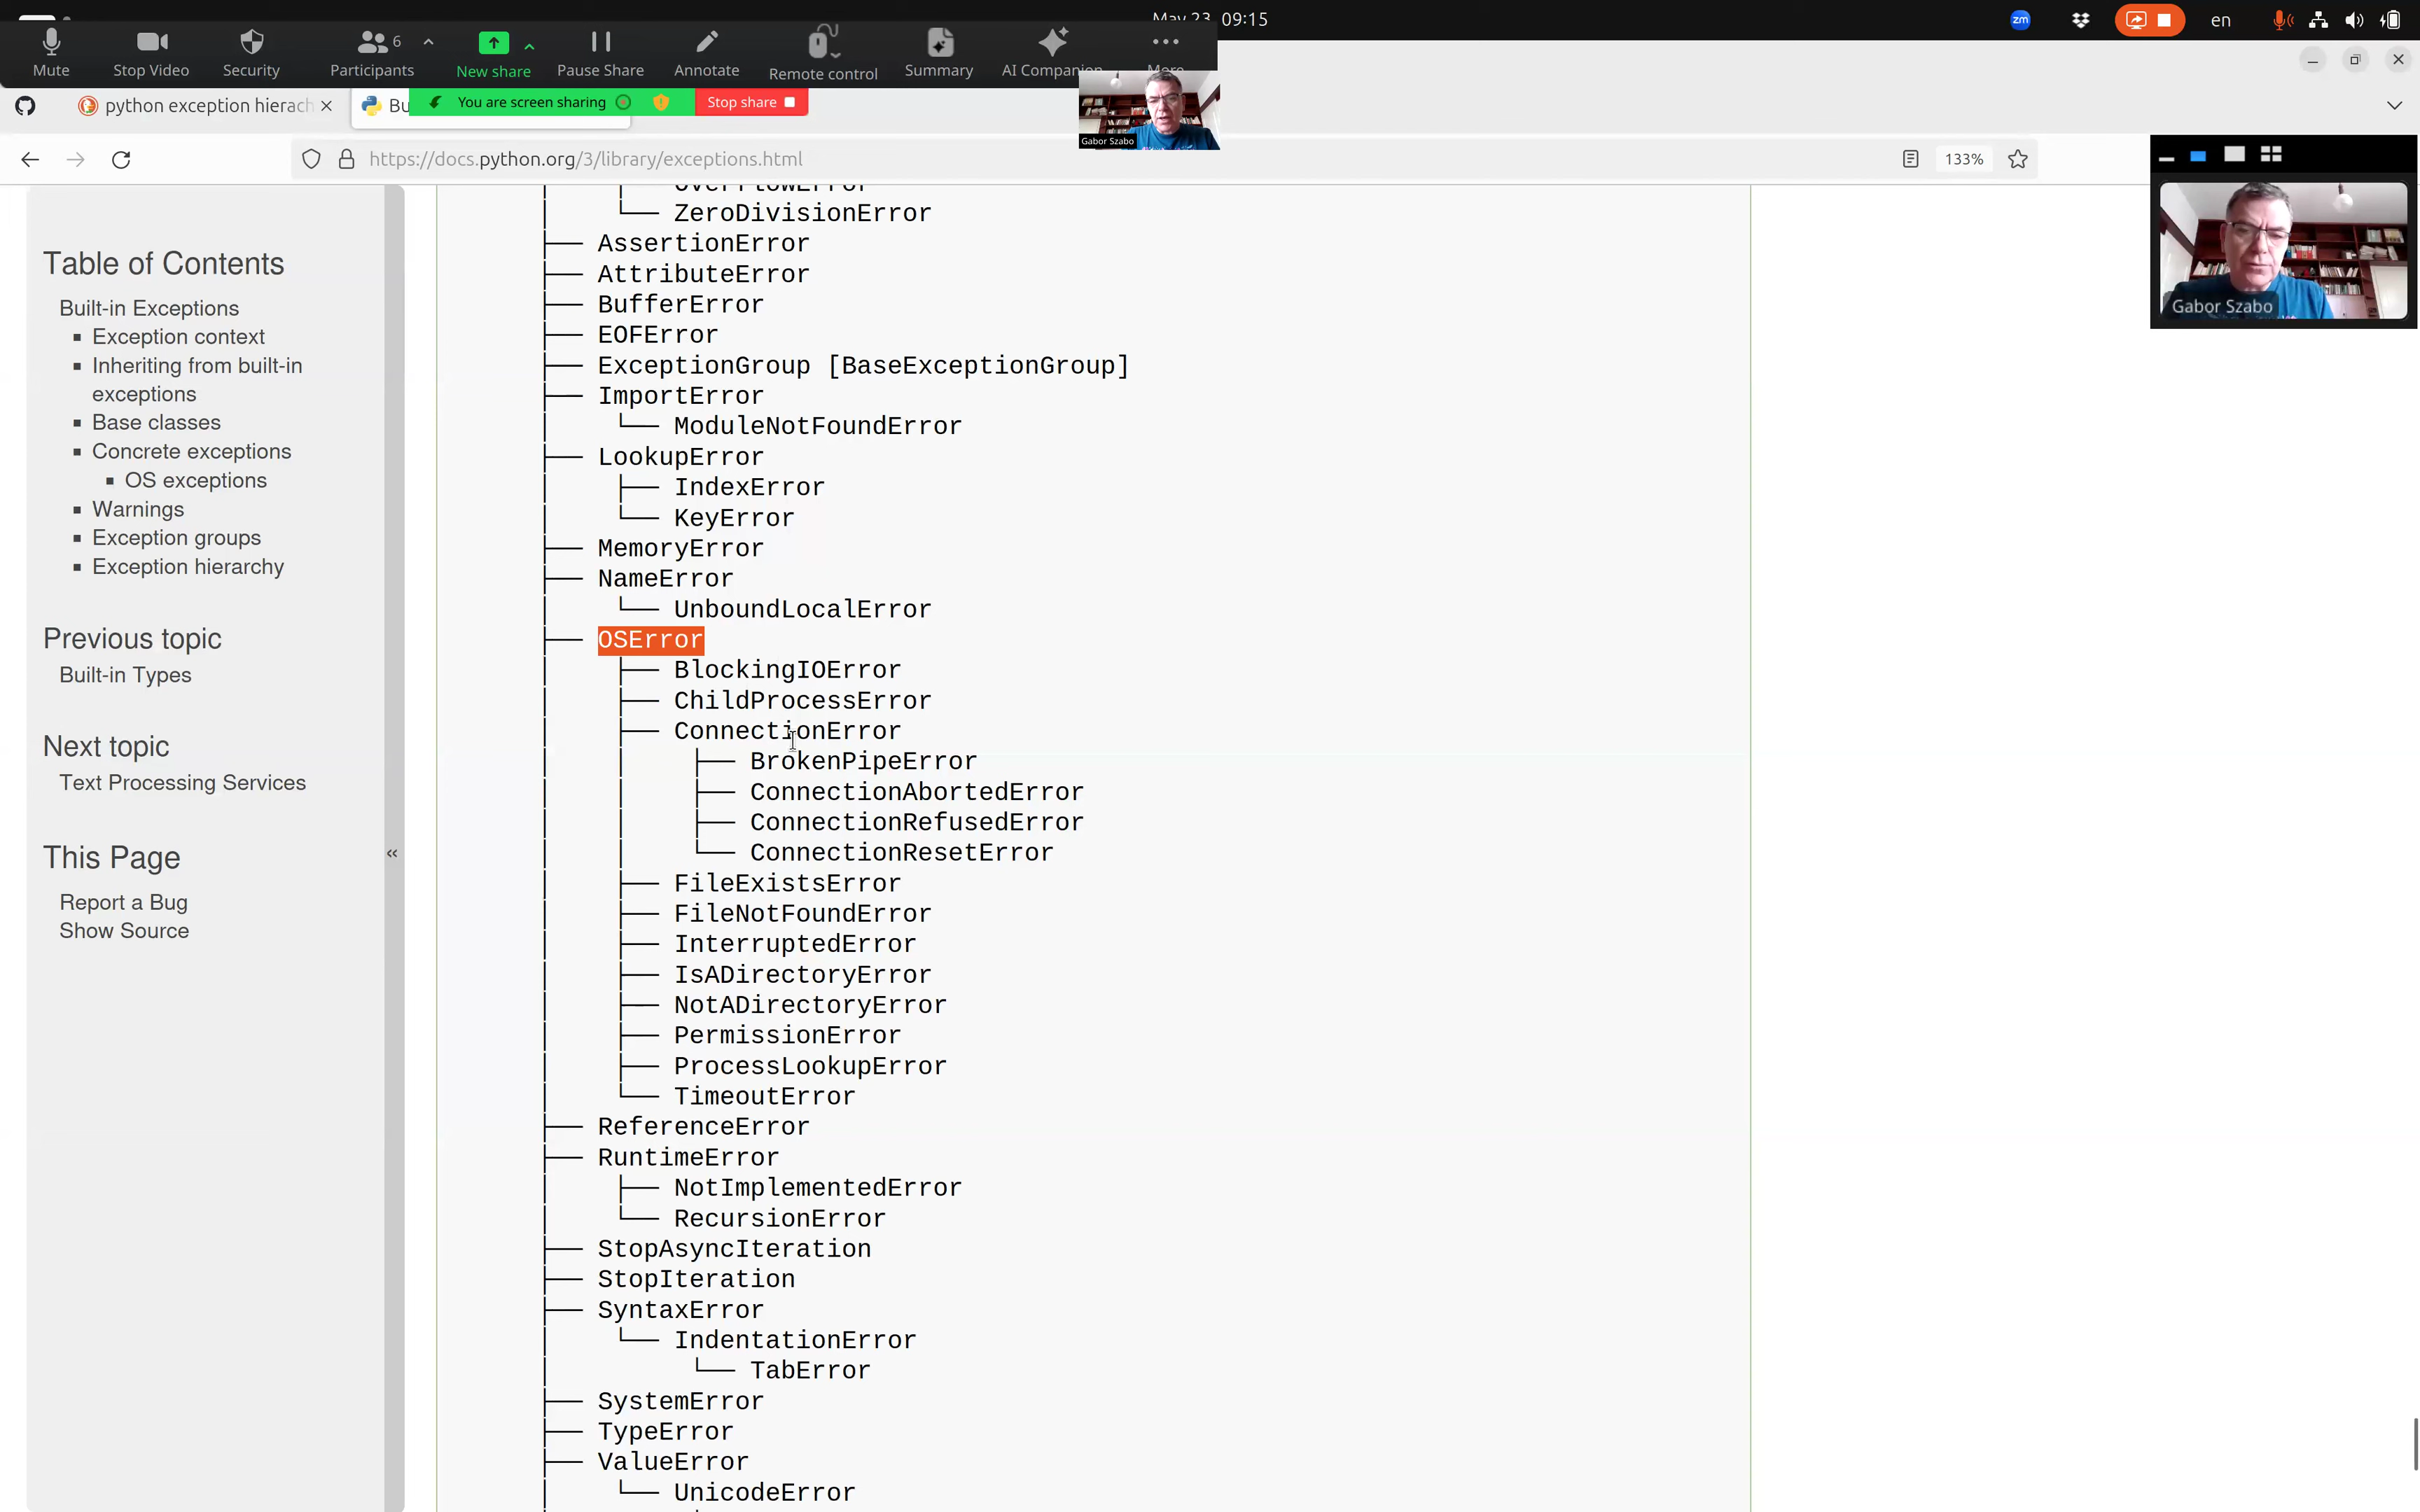 May 23 09:15
zm
en
Mute
Stop Video
Security
6
Participants
New share
Pause Share
Annotate
Remote control
Summary
AI Companion
More
python exception hierach
Bu
You are screen sharing
Stop share
Gabor Szabo
https://docs.python.org/3/library/exceptions.html
133%
Gabor Szabo
Table of Contents
Built-in Exceptions
Exception context
Inheriting from built-in
exceptions
Base classes
Concrete exceptions
OS exceptions
Warnings
Exception groups
Exception hierarchy
Previous topic
Built-in Types
Next topic
Text Processing Services
This Page
Report a Bug
Show Source
«
OverflowError
└── ZeroDivisionError
├── AssertionError
├── AttributeError
├── BufferError
├── EOFError
├── ExceptionGroup [BaseExceptionGroup]
├── ImportError
│    └── ModuleNotFoundError
├── LookupError
│    ├── IndexError
│    └── KeyError
├── MemoryError
├── NameError
│    └── UnboundLocalError
├── OSError
│    ├── BlockingIOError
│    ├── ChildProcessError
│    ├── ConnectionError
│    │    ├── BrokenPipeError
│    │    ├── ConnectionAbortedError
│    │    ├── ConnectionRefusedError
│    │    └── ConnectionResetError
│    ├── FileExistsError
│    ├── FileNotFoundError
│    ├── InterruptedError
│    ├── IsADirectoryError
│    ├── NotADirectoryError
│    ├── PermissionError
│    ├── ProcessLookupError
│    └── TimeoutError
├── ReferenceError
├── RuntimeError
│    ├── NotImplementedError
│    └── RecursionError
├── StopAsyncIteration
├── StopIteration
├── SyntaxError
│    └── IndentationError
│         └── TabError
├── SystemError
├── TypeError
├── ValueError
│    └── UnicodeError